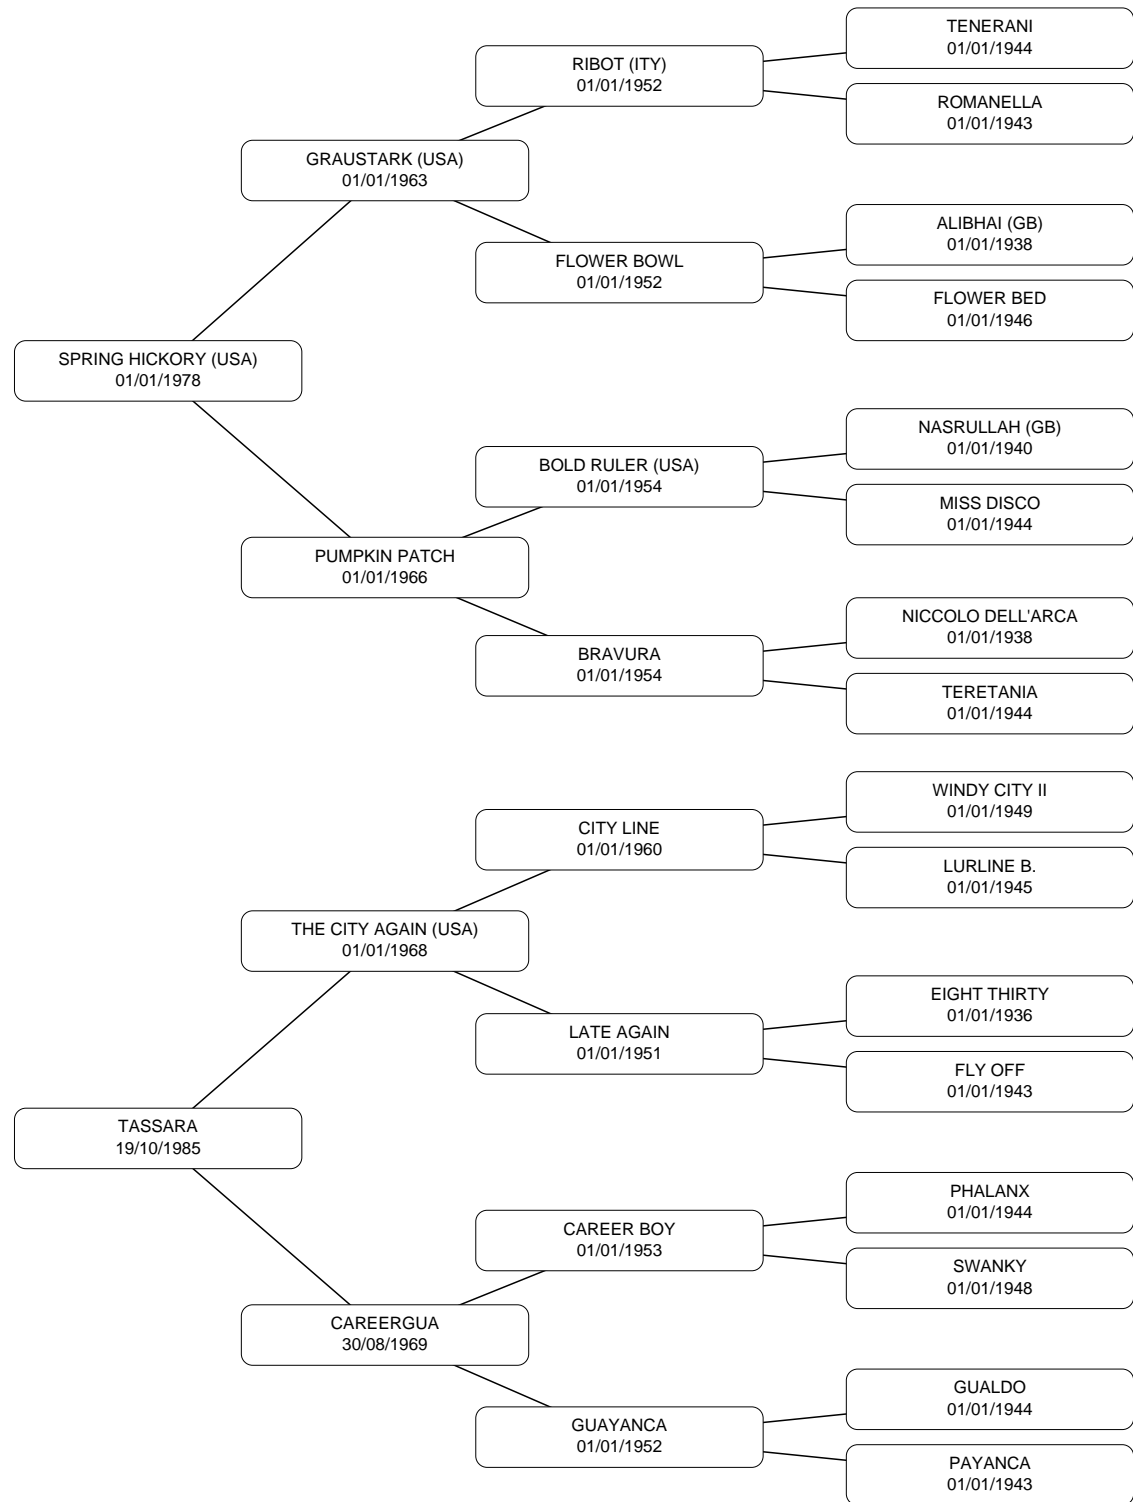 TENERANI
01/01/1944
RIBOT (ITY)
01/01/1952
ROMANELLA
01/01/1943
GRAUSTARK (USA)
01/01/1963
ALIBHAI (GB)
01/01/1938
FLOWER BOWL
01/01/1952
FLOWER BED
01/01/1946
SPRING HICKORY (USA)
01/01/1978
NASRULLAH (GB)
01/01/1940
BOLD RULER (USA)
01/01/1954
MISS DISCO
01/01/1944
PUMPKIN PATCH
01/01/1966
NICCOLO DELL'ARCA
01/01/1938
BRAVURA
01/01/1954
TERETANIA
01/01/1944
WINDY CITY II
01/01/1949
CITY LINE
01/01/1960
LURLINE B.
01/01/1945
THE CITY AGAIN (USA)
01/01/1968
EIGHT THIRTY
01/01/1936
LATE AGAIN
01/01/1951
FLY OFF
01/01/1943
TASSARA
19/10/1985
PHALANX
01/01/1944
CAREER BOY
01/01/1953
SWANKY
01/01/1948
CAREERGUA
30/08/1969
GUALDO
01/01/1944
GUAYANCA
01/01/1952
PAYANCA
01/01/1943